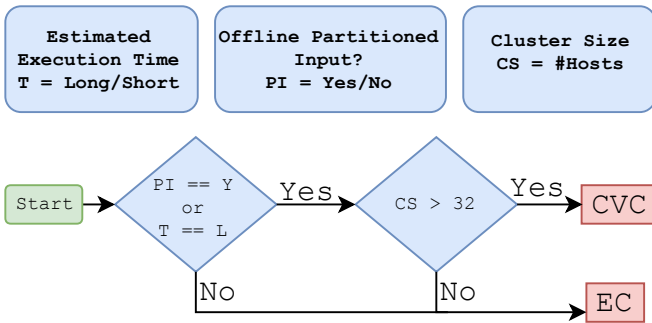 Estimated
Execution Time
T = Long/Short
Offline Partitioned
Input?
PI = Yes/No
Cluster Size
CS = #Hosts
Start
PI == Y
or
T == L
Yes
CS > 32
Yes
CVC
No
No
EC